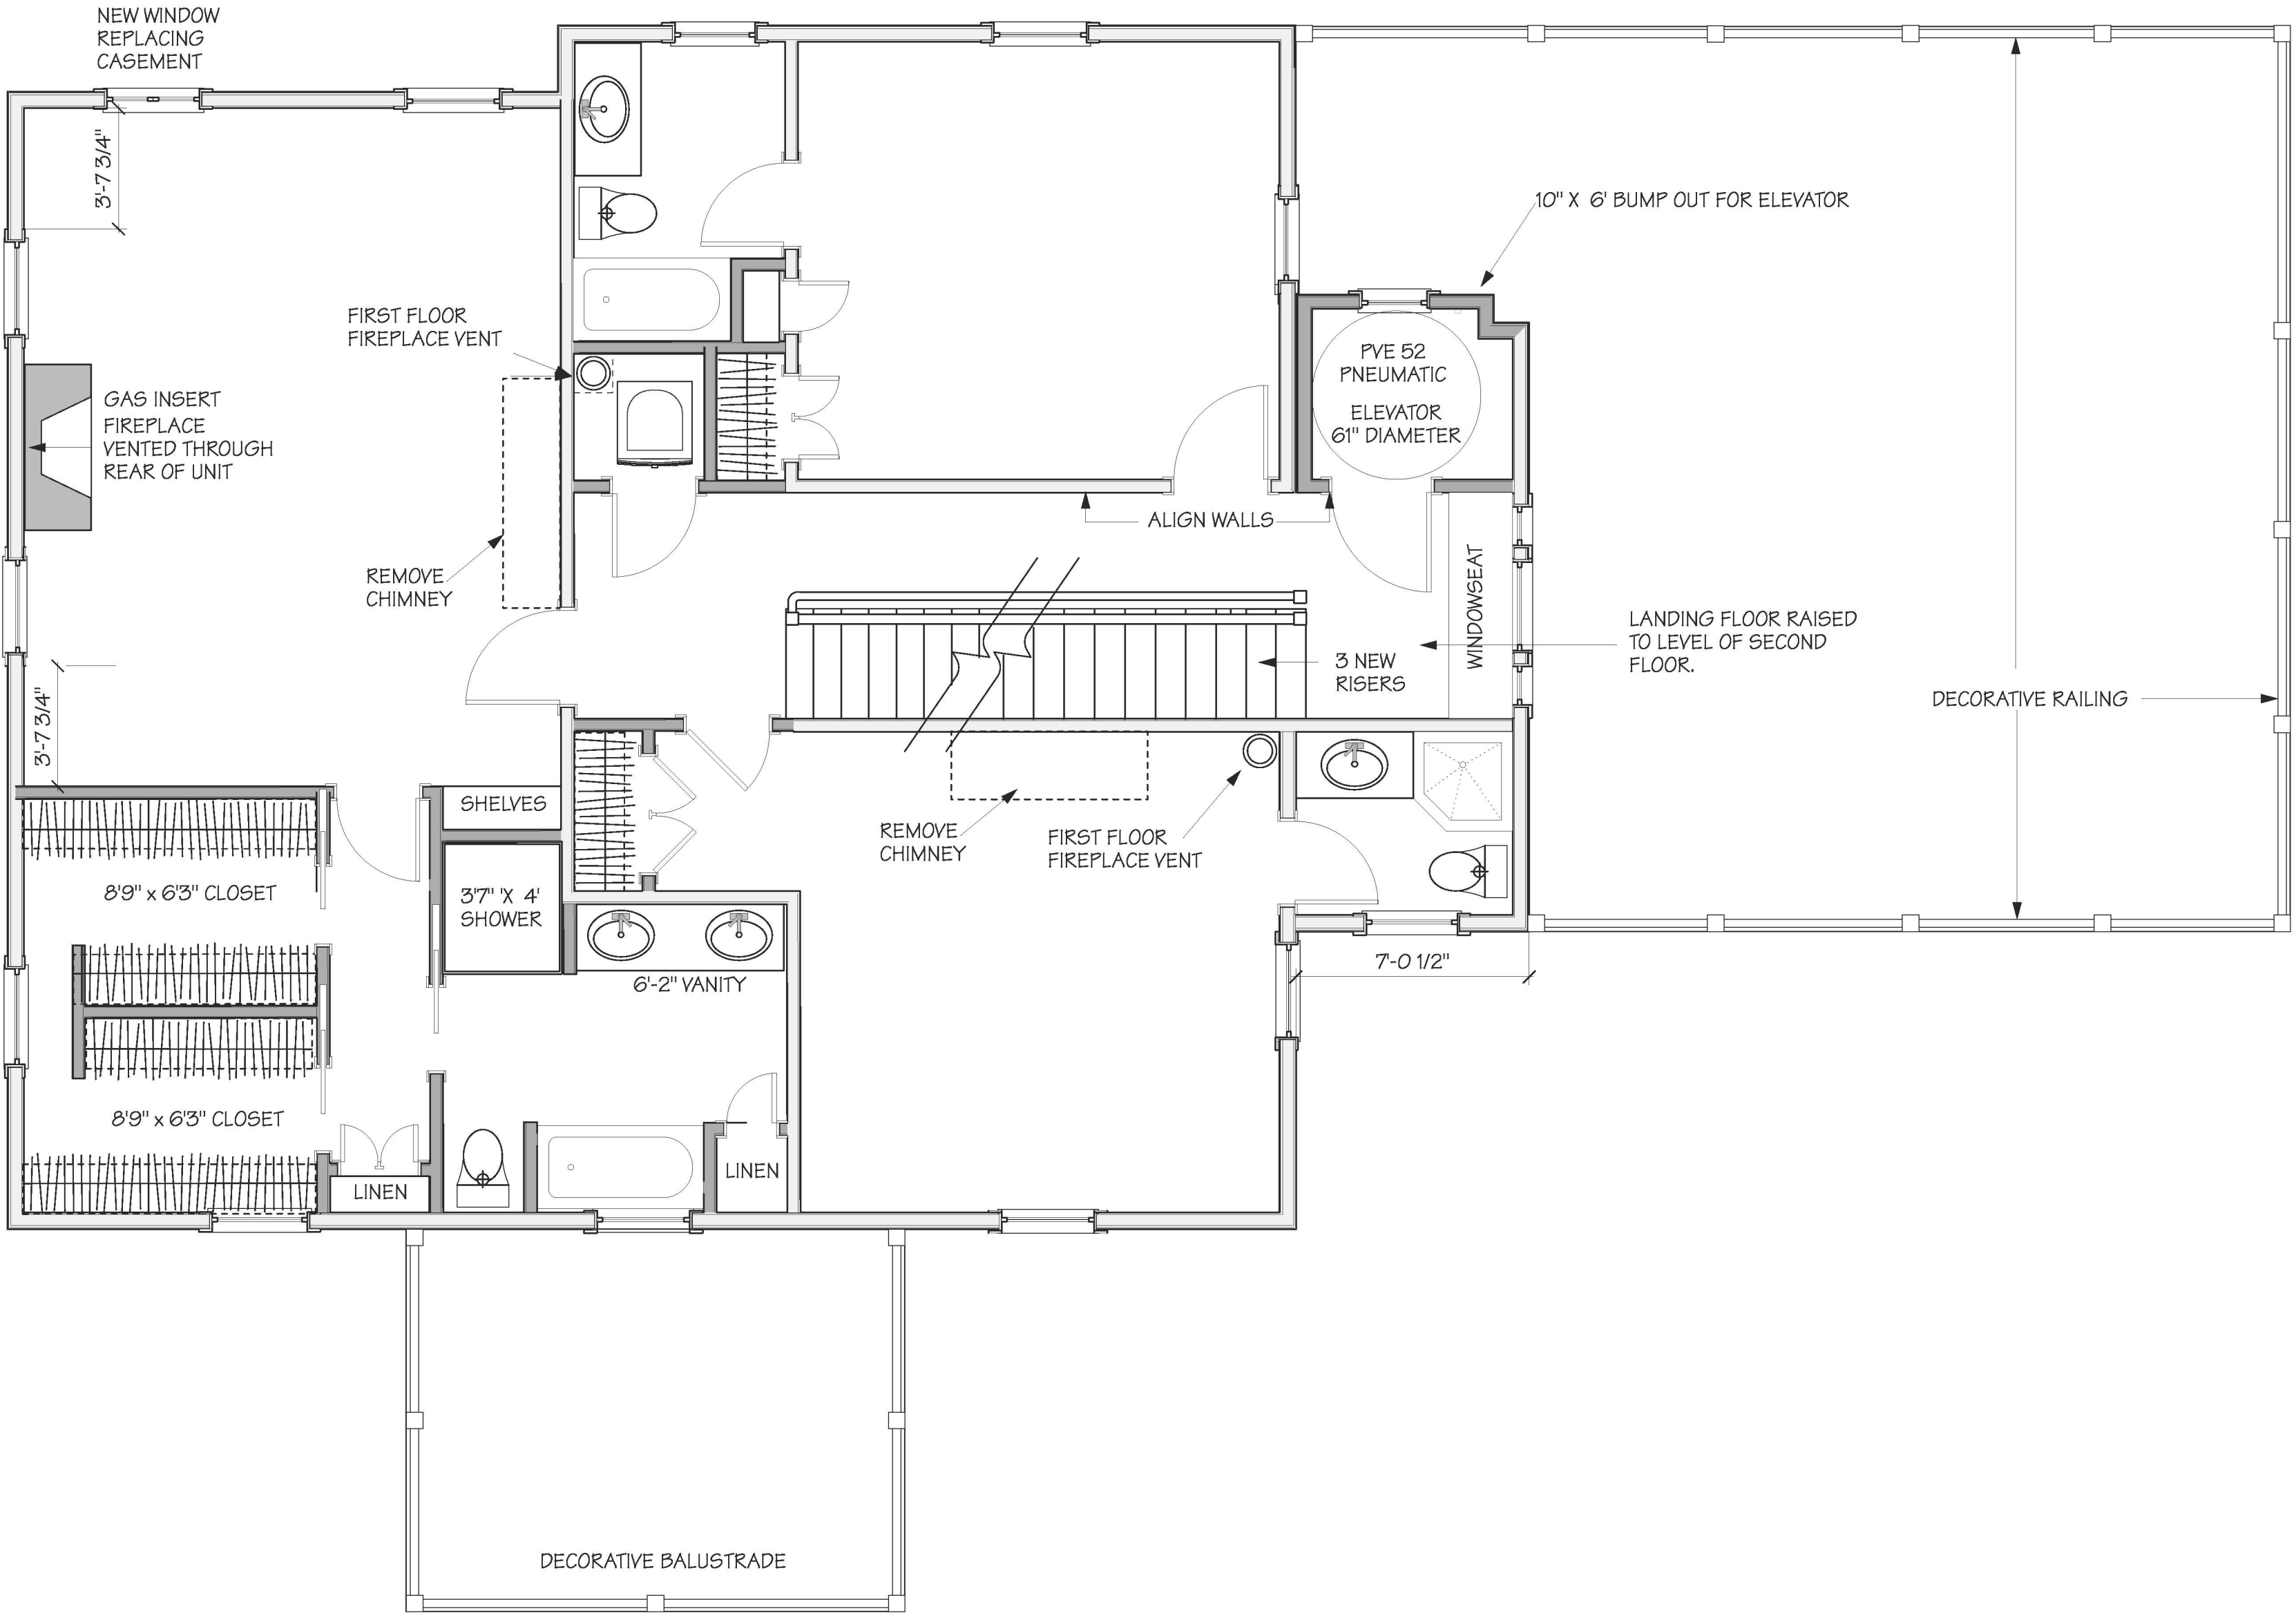 NEW WINDOW
REPLACING
CASEMENT
3'-7 3/4"
10" X 6' BUMP OUT FOR ELEVATOR
FIRST FLOOR
FIREPLACE VENT
PVE 52
PNEUMATIC
ELEVATOR
61" DIAMETER
GAS INSERT
FIREPLACE
VENTED THROUGH
REAR OF UNIT
ALIGN WALLS
REMOVE
CHIMNEY
WINDOWSEAT
LANDING FLOOR RAISED
TO LEVEL OF SECOND
FLOOR.
3 NEW
RISERS
DECORATIVE RAILING
3'-7 3/4"
SHELVES
REMOVE
CHIMNEY
FIRST FLOOR
FIREPLACE VENT
8'9" x 6'3" CLOSET
3'7" 'X 4'
SHOWER
7'-0 1/2"
6'-2" VANITY
8'9" x 6'3" CLOSET
LINEN
LINEN
DECORATIVE BALUSTRADE